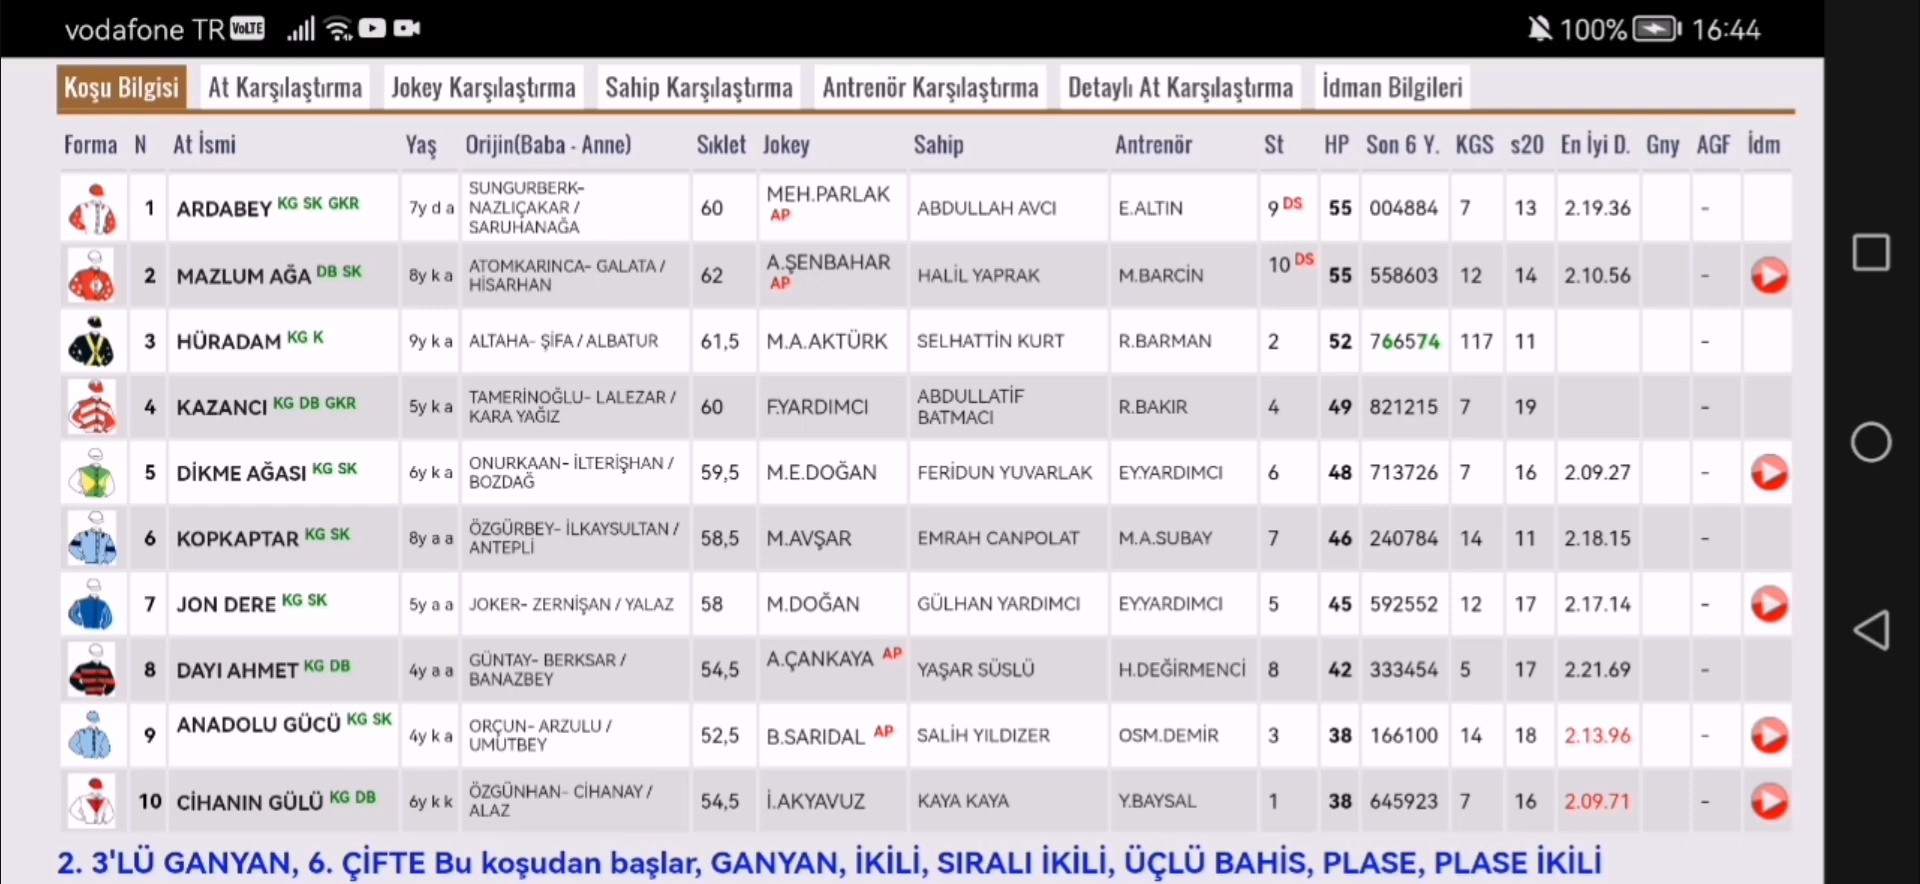 vodafone TR VoLTE 100% 16:44
Koşu Bilgisi At Karşılaştırma Jokey Karşılaştırma Sahip Karşılaştırma Antrenör Karşılaştırma Detaylı At Karşılaştırma İdman Bilgileri
Forma N At İsmi Yaş Orijin(Baba - Anne) Sıklet Jokey Sahip Antrenör St HP Son 6 Y. KGS s20 En İyi D. Gny AGF İdm
1 ARDABEY KG SK GKR 7y d a SUNGURBERK- NAZLIÇAKAR / SARUHANAĞA 60 MEH.PARLAK AP ABDULLAH AVCI E.ALTIN 9 DS 55 004884 7 13 2.19.36 -
2 MAZLUM AĞA DB SK 8y k a ATOMKARINCA- GALATA / HİSARHAN 62 A.ŞENBAHAR AP HALİL YAPRAK M.BARCİN 10 DS 55 558603 12 14 2.10.56 -
3 HÜRADAM KG K 9y k a ALTAHA- ŞİFA / ALBATUR 61,5 M.A.AKTÜRK SELHATTİN KURT R.BARMAN 2 52 766574 117 11 -
4 KAZANCI KG DB GKR 5y k a TAMERİNOĞLU- LALEZAR / KARA YAĞIZ 60 F.YARDIMCI ABDULLATİF BATMACI R.BAKIR 4 49 821215 7 19 -
5 DİKME AĞASI KG SK 6y k a ONURKAAN- İLTERİŞHAN / BOZDAĞ 59,5 M.E.DOĞAN FERİDUN YUVARLAK EY.YARDIMCI 6 48 713726 7 16 2.09.27 -
6 KOPKAPTAR KG SK 8y a a ÖZGÜRBEY- İLKAYSULTAN / ANTEPLİ 58,5 M.AVŞAR EMRAH CANPOLAT M.A.SUBAY 7 46 240784 14 11 2.18.15 -
7 JON DERE KG SK 5y a a JOKER- ZERNİŞAN / YALAZ 58 M.DOĞAN GÜLHAN YARDIMCI EY.YARDIMCI 5 45 592552 12 17 2.17.14 -
8 DAYI AHMET KG DB 4y a a GÜNTAY- BERKSAR / BANAZBEY 54,5 A.ÇANKAYA AP YAŞAR SÜSLÜ H.DEĞİRMENCİ 8 42 333454 5 17 2.21.69 -
9 ANADOLU GÜCÜ KG SK 4y k a ORÇUN- ARZULU / UMUTBEY 52,5 B.SARIDAL AP SALİH YILDIZER OSM.DEMİR 3 38 166100 14 18 2.13.96 -
10 CİHANIN GÜLÜ KG DB 6y k k ÖZGÜNHAN- CİHANAY / ALAZ 54,5 İ.AKYAVUZ KAYA KAYA Y.BAYSAL 1 38 645923 7 16 2.09.71 -
2. 3'LÜ GANYAN, 6. ÇİFTE Bu koşudan başlar, GANYAN, İKİLİ, SIRALI İKİLİ, ÜÇLÜ BAHİS, PLASE, PLASE İKİLİ